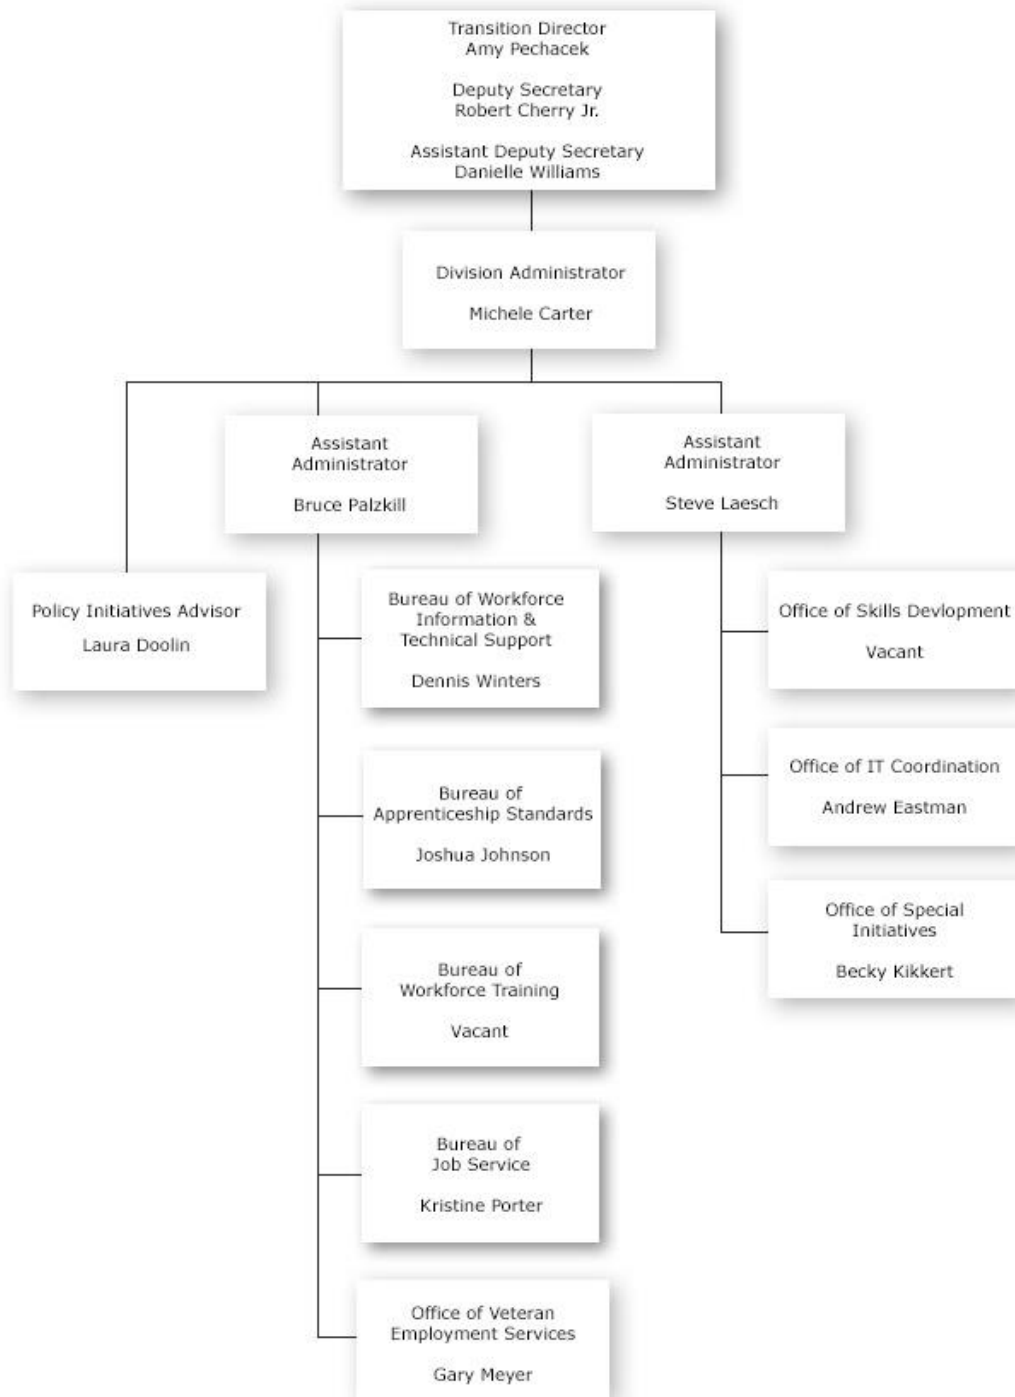 Transition Director
Amy Pechacek
Deputy Secretary
Robert Cherry Jr.
Assistant Deputy Secretary
Danielle Williams
Division Administrator
Michele Carter
Assistant
Administrator
Bruce Palzkill
Assistant
Administrator
Steve Laesch
Policy Initiatives Advisor
Laura Doolin
Bureau of Workforce
Information &
Technical Support
Dennis Winters
Bureau of
Apprenticeship Standards
Joshua Johnson
Bureau of
Workforce Training
Vacant
Bureau of
Job Service
Kristine Porter
Office of Veteran
Employment Services
Gary Meyer
Office of Skills Devlopment
Vacant
Office of IT Coordination
Andrew Eastman
Office of Special
Initiatives
Becky Kikkert